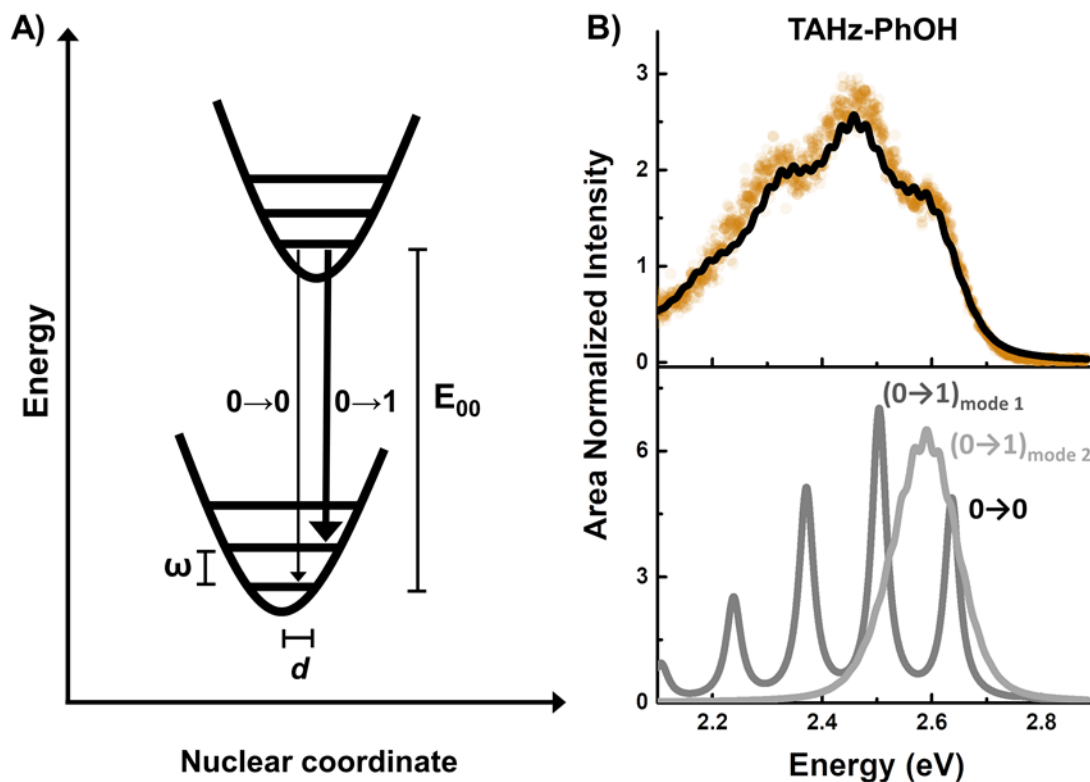 A)
Energy
0→0
0→1
E₀₀
ω
d
Nuclear coordinate
B)
TAHz-PhOH
Area Normalized Intensity
3
2
1
0
(0→1)mode 1
(0→1)mode 2
0→0
6
3
0
2.2 2.4 2.6 2.8
Energy (eV)